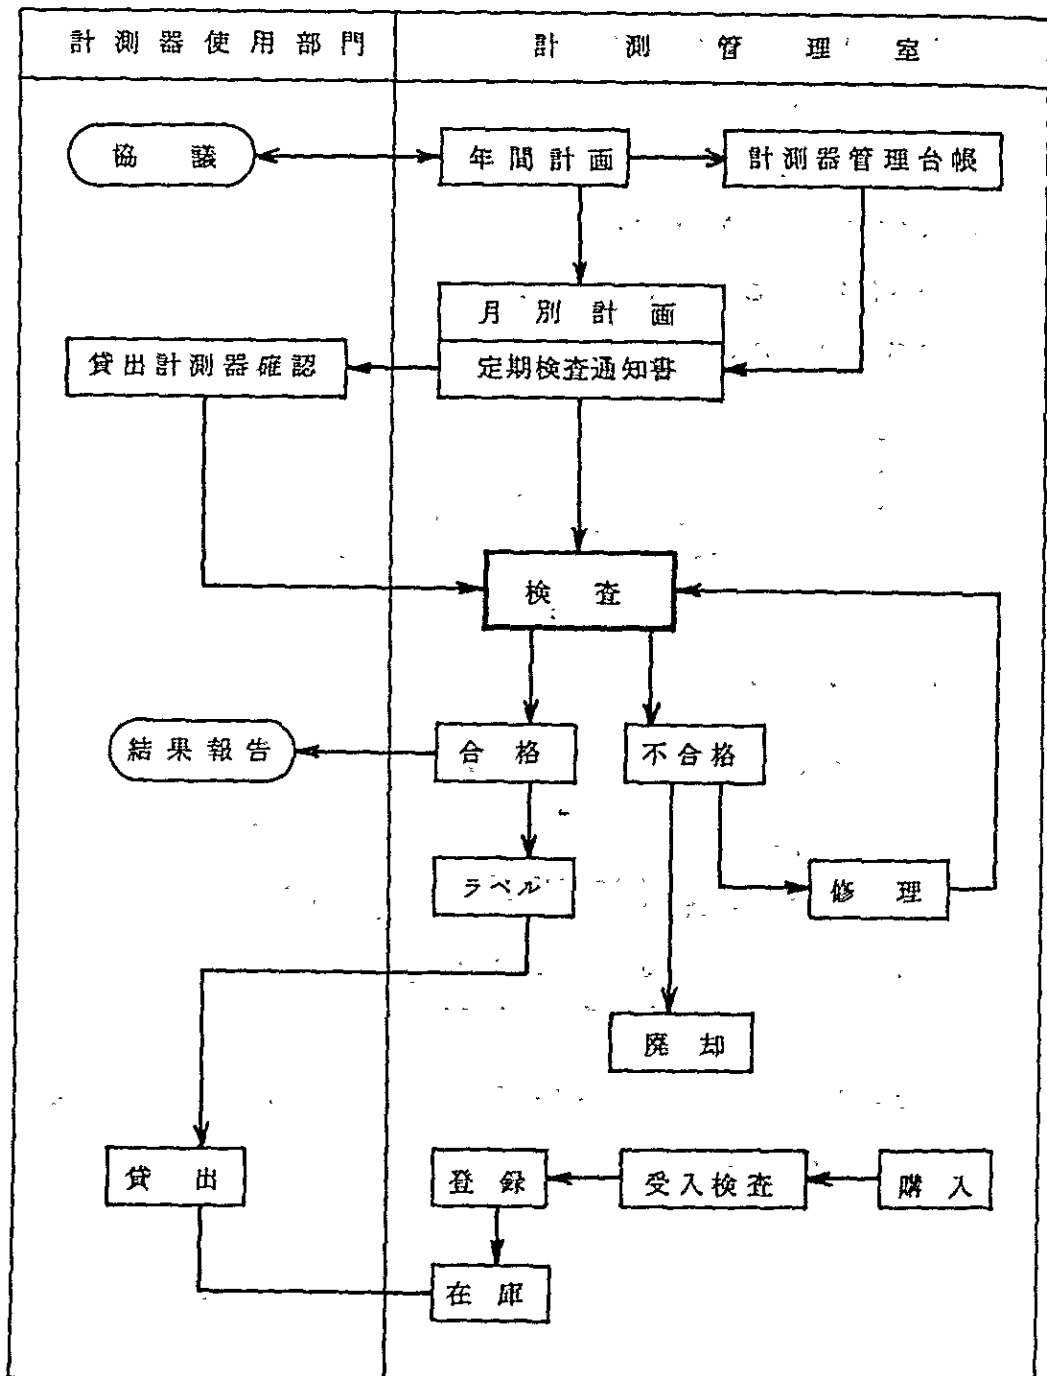 計測器使用部門
計測管理室
協議
年間計画
計測器管理台帳
月別計画
貸出計測器確認
定期検査通知書
検査
結果報告
合格
不合格
ラベル
修理
廃却
貸出
登録
受入検査
購入
在庫